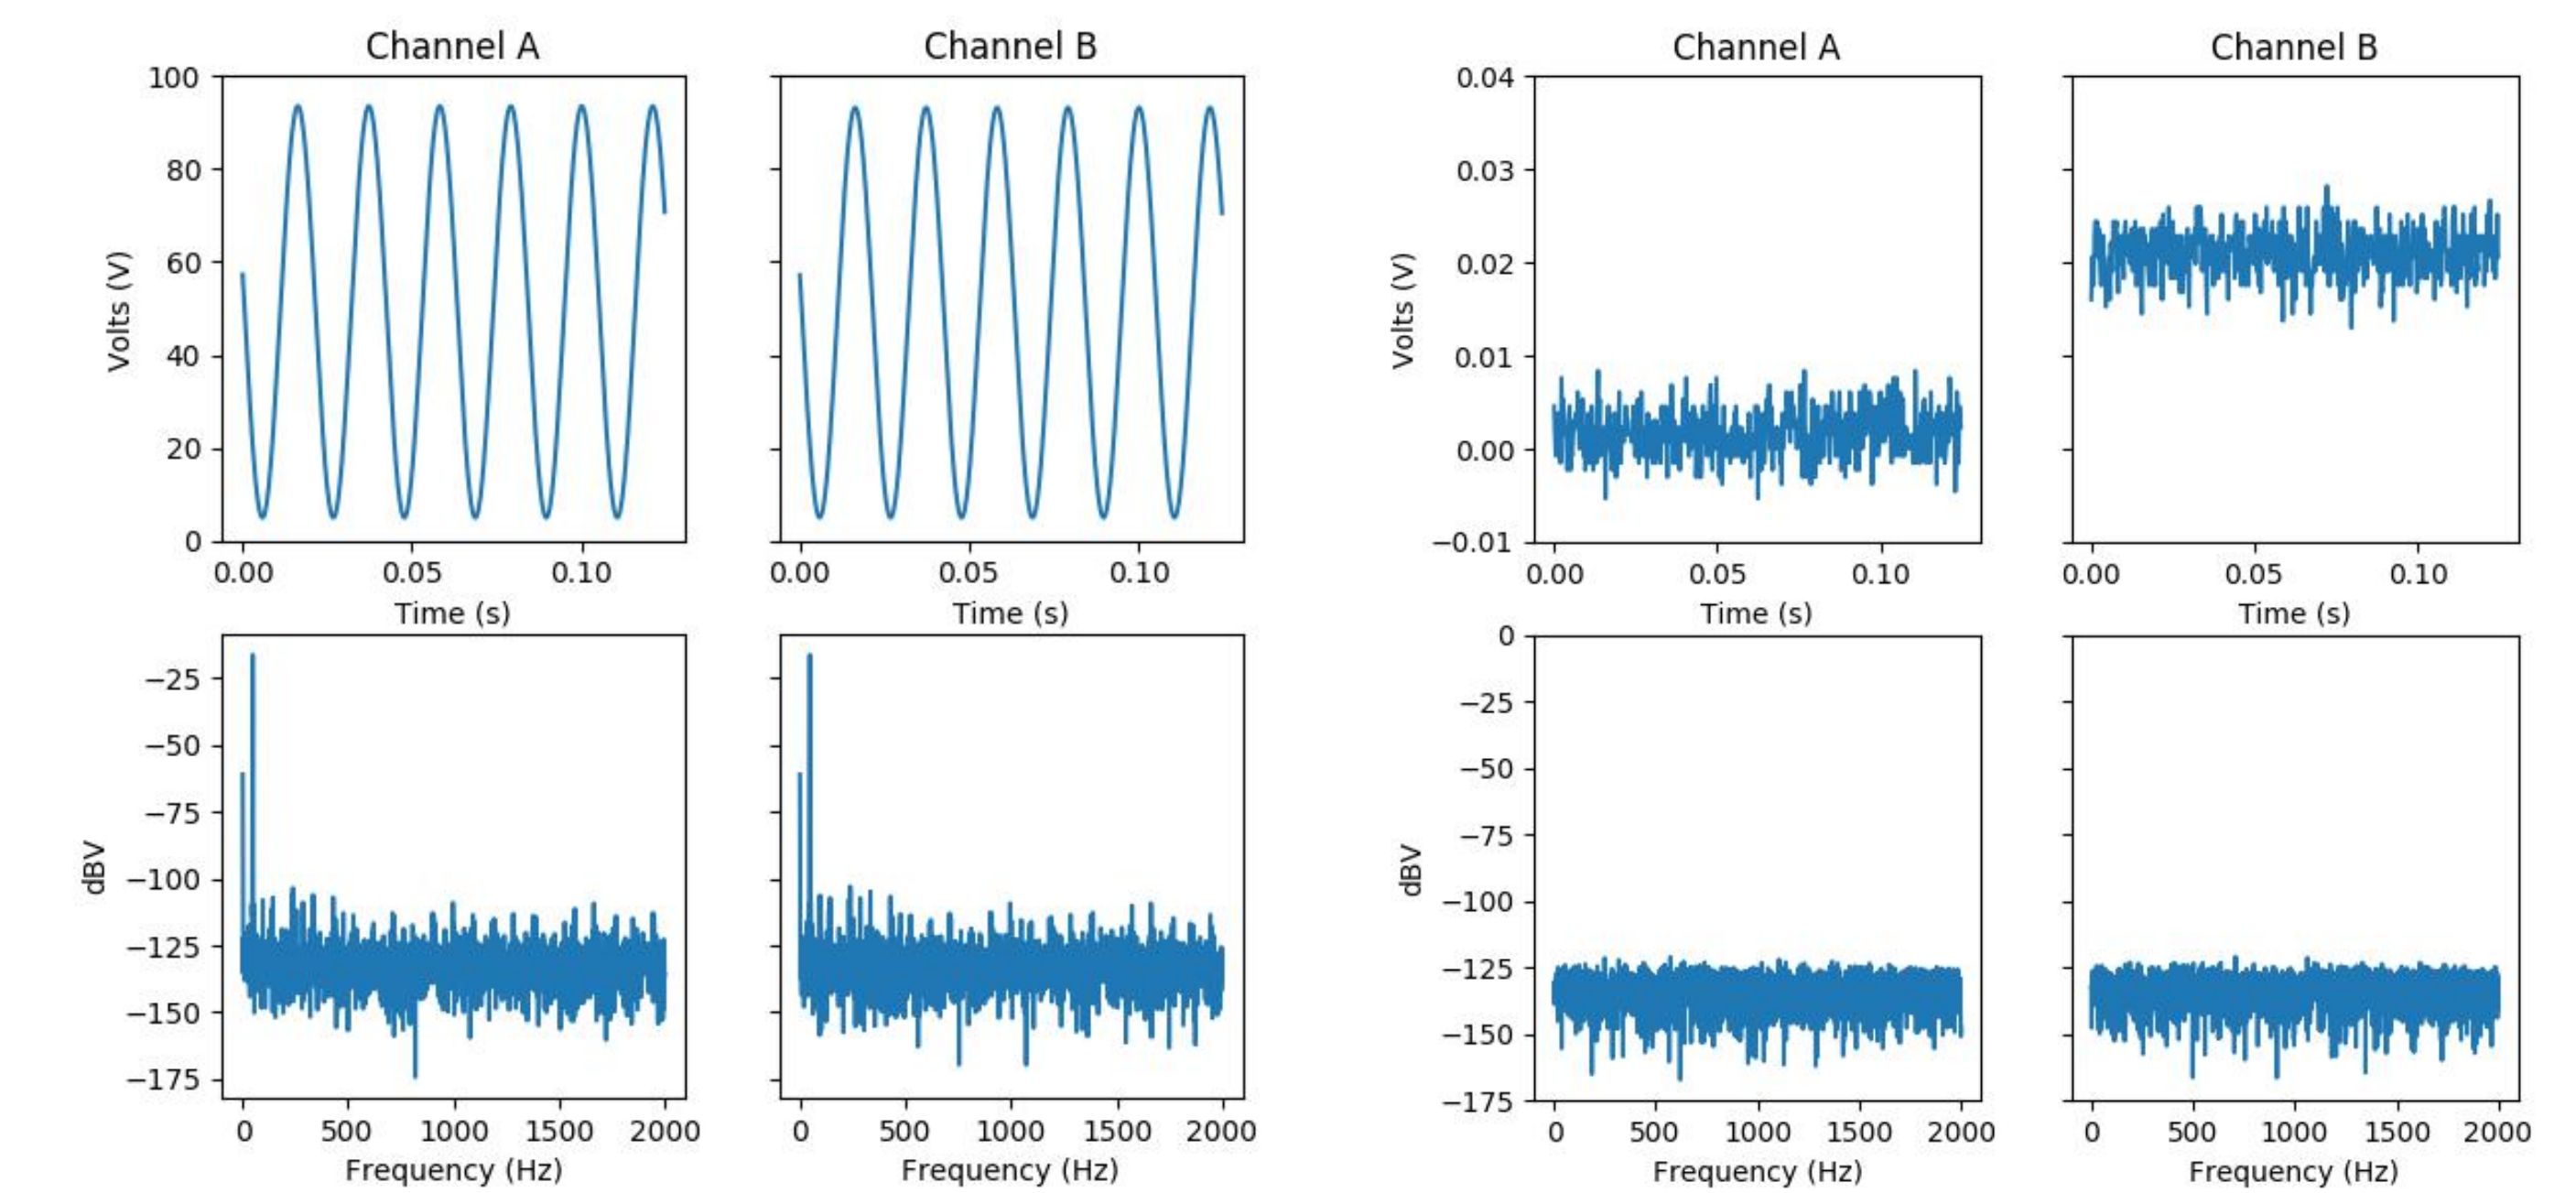 Channel A
Channel B
Channel A
Channel B
Volts (V)
100
80
60
40
20
0
0.00 0.05 0.10
Time (s)
0.00 0.05 0.10
Time (s)
Volts (V)
0.04
0.03
0.02
0.01
0.00
−0.01
0.00 0.05 0.10
Time (s)
0.00 0.05 0.10
Time (s)
dBV
−25
−50
−75
−100
−125
−150
−175
0 500 1000 1500 2000
Frequency (Hz)
0 500 1000 1500 2000
Frequency (Hz)
dBV
0
−25
−50
−75
−100
−125
−150
−175
0 500 1000 1500 2000
Frequency (Hz)
0 500 1000 1500 2000
Frequency (Hz)